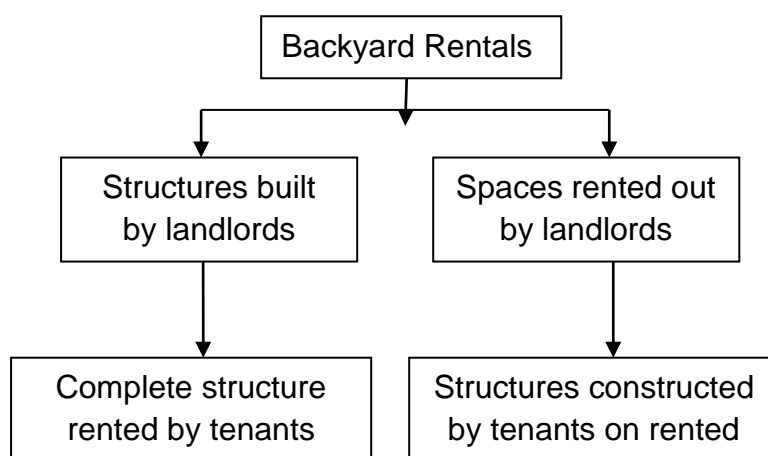 Backyard Rentals
Structures built
by landlords
Spaces rented out
by landlords
Complete structure
rented by tenants
Structures constructed
by tenants on rented